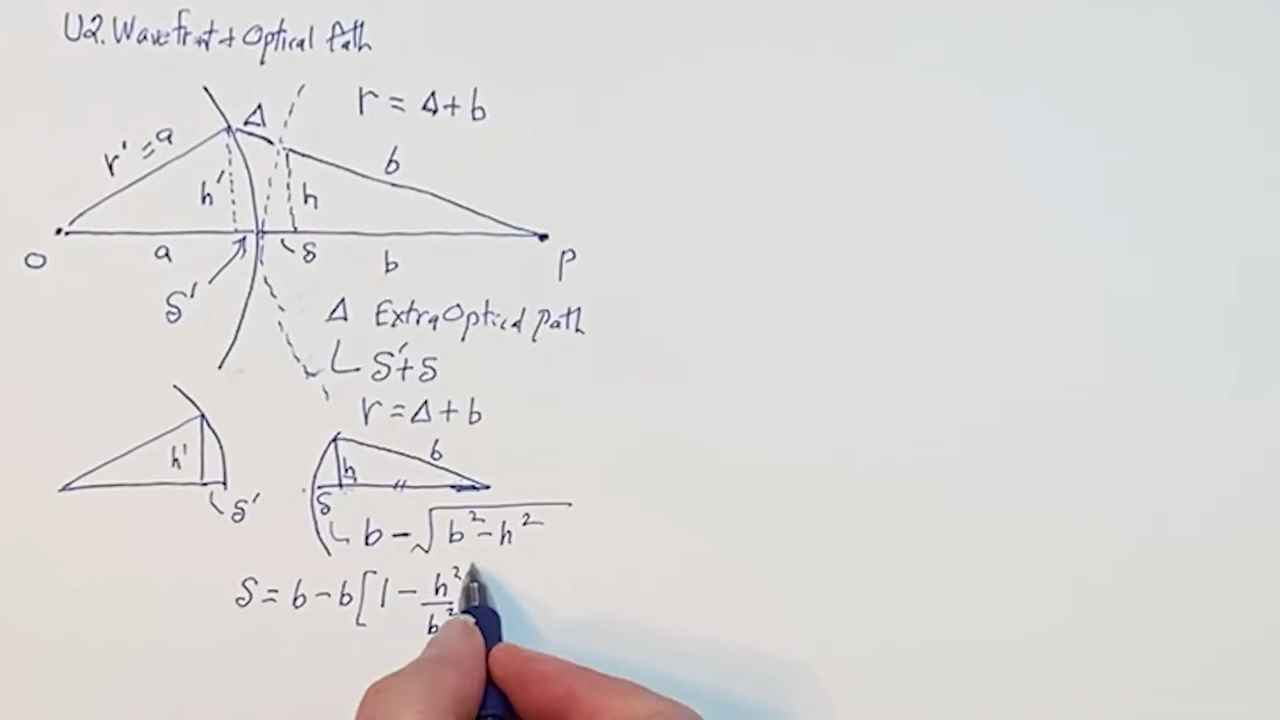 U2. Wavefront + Optical Path
r = Δ + b
Δ
r' = a
b
h'
h
δ
a
b
O
P
δ'
Δ Extra Optical Path
δ' + δ
r = Δ + b
h'
δ'
b
h
δ
b - √(b² - h²)
δ = b - b[1 - h²/b²